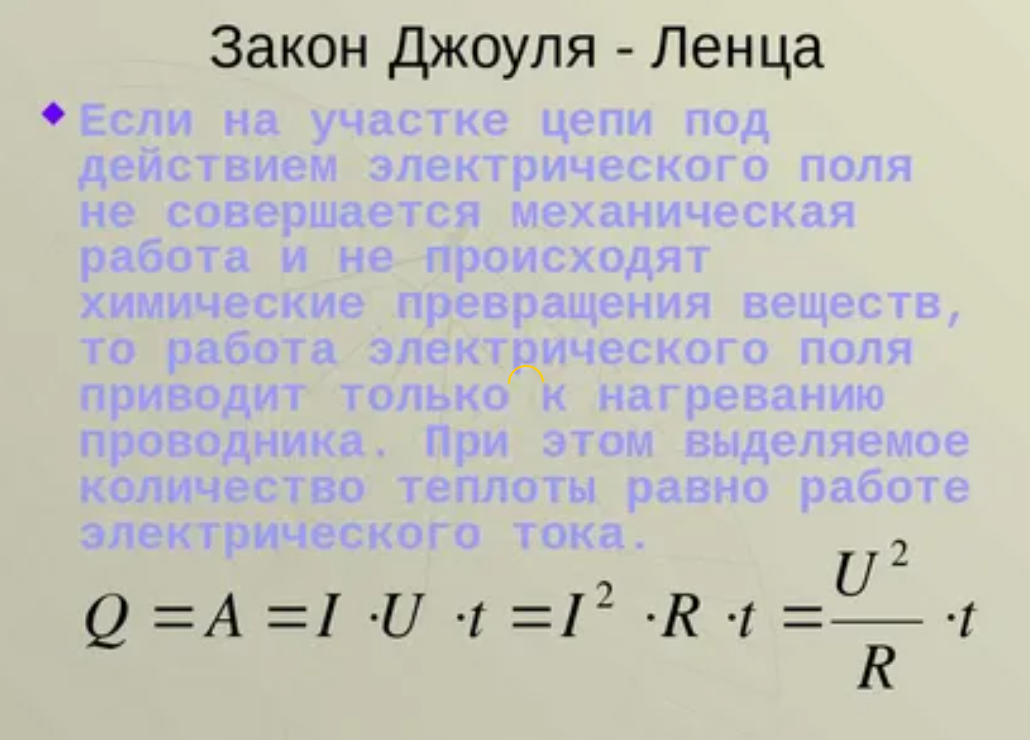 Закон Джоуля - Ленца
Если на участке цепи под
действием электрического поля
не совершается механическая
работа и не происходят
химические превращения веществ,
то работа электрического поля
приводит только к нагреванию
проводника. При этом выделяемое
количество теплоты равно работе
электрического тока.
Q = A = I · U · t = I² · R · t = U²/R · t